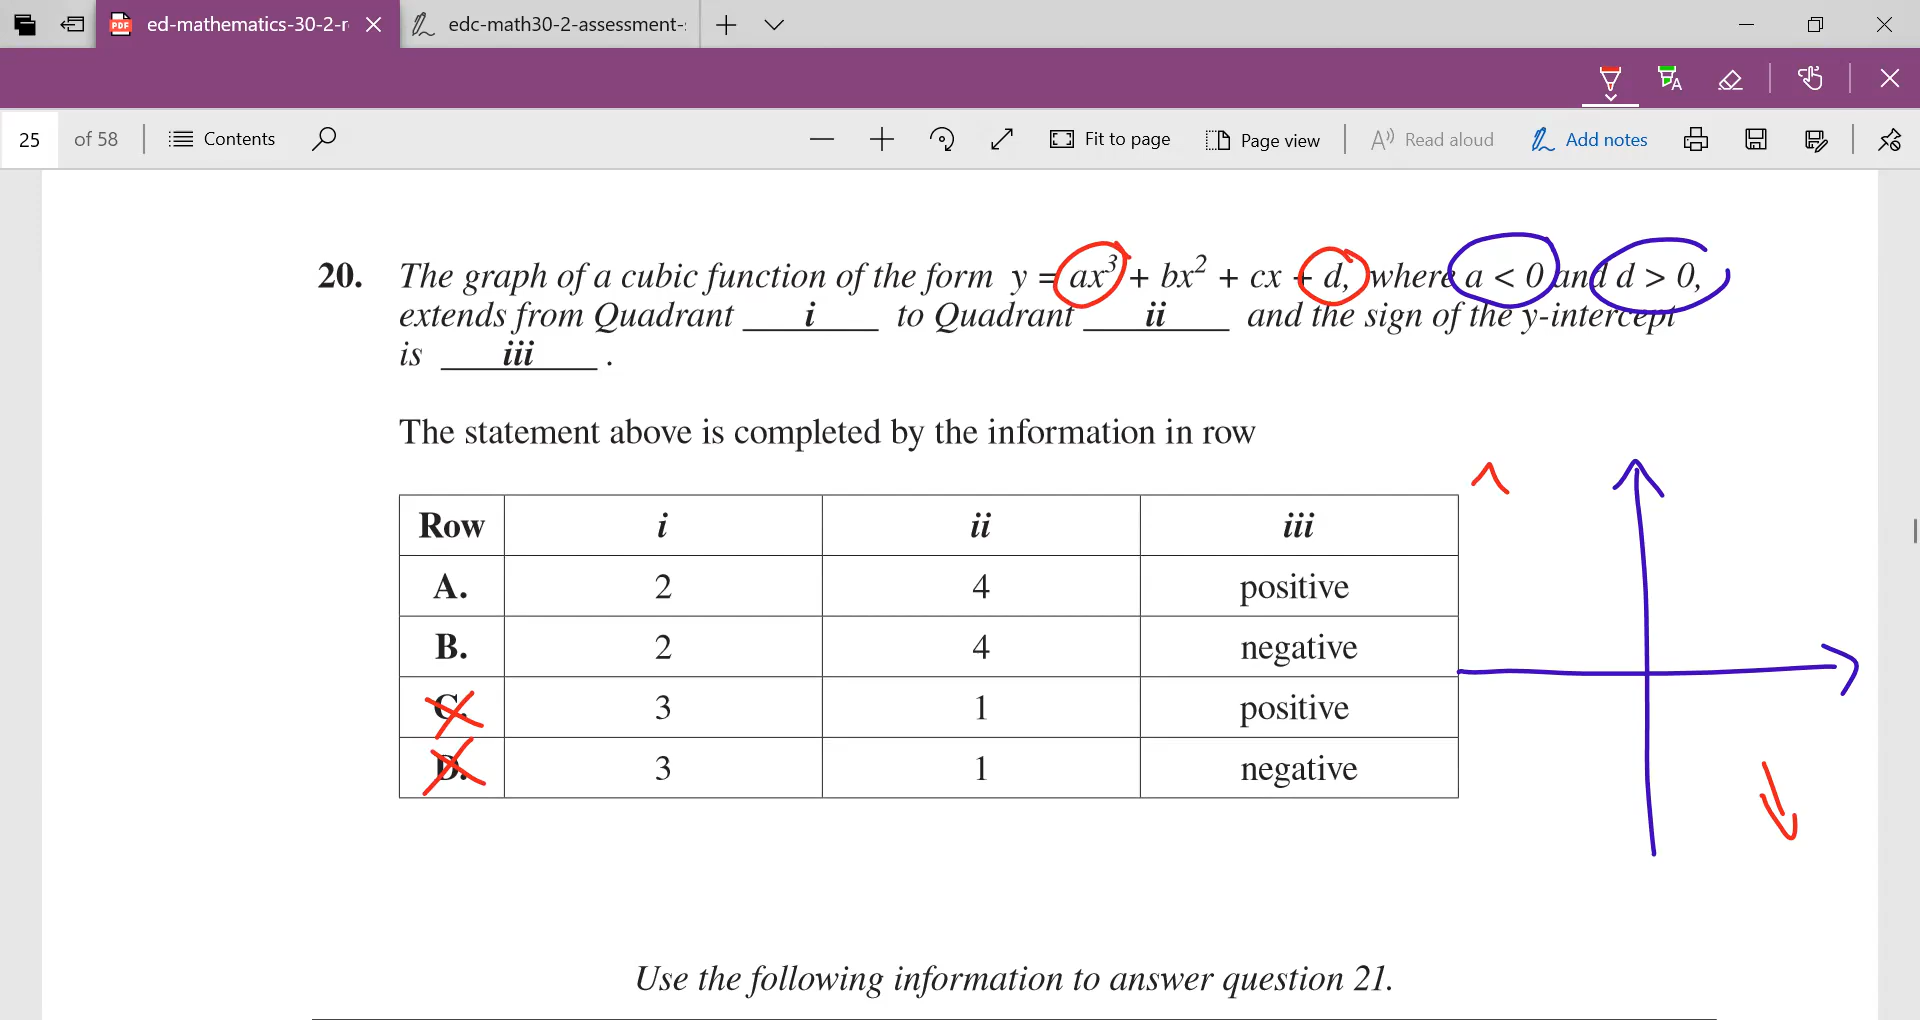 ed-mathematics-30-2-r
edc-math30-2-assessment-
25 of 58 Contents Fit to page Page view Read aloud Add notes
20. The graph of a cubic function of the form y = ax³ + bx² + cx + d, where a < 0 and d > 0,
extends from Quadrant i to Quadrant ii and the sign of the y-intercept
is iii .
The statement above is completed by the information in row
Row i ii iii
A. 2 4 positive
B. 2 4 negative
C. 3 1 positive
D. 3 1 negative
Use the following information to answer question 21.